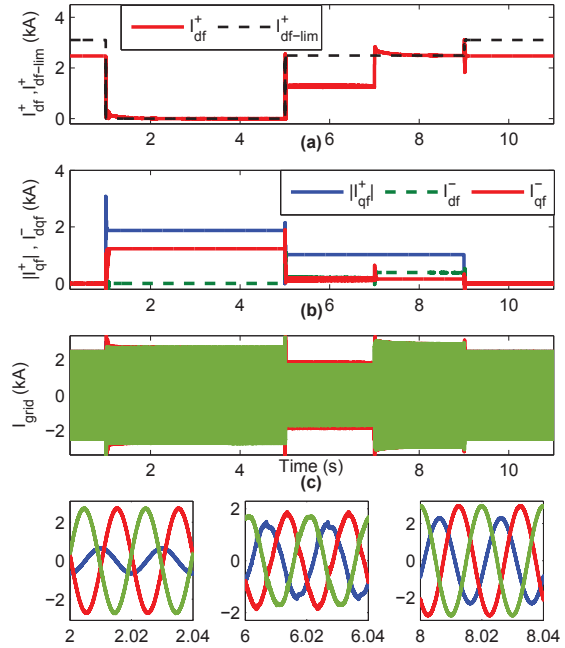 I⁺df , I⁺df−lim (kA)
4
2
0
I⁺df
I⁺df−lim
2 4 6 8 10
(a)
|I⁺qf| , I⁻dqf (kA)
4
2
0
|I⁺qf|
I⁻df
I⁻qf
2 4 6 8 10
(b)
Igrid (kA)
2
0
−2
2 4 6 8 10
Time (s)
(c)
2
0
−2
2 2.02 2.04
2
0
−2
6 6.02 6.04
2
0
−2
8 8.02 8.04